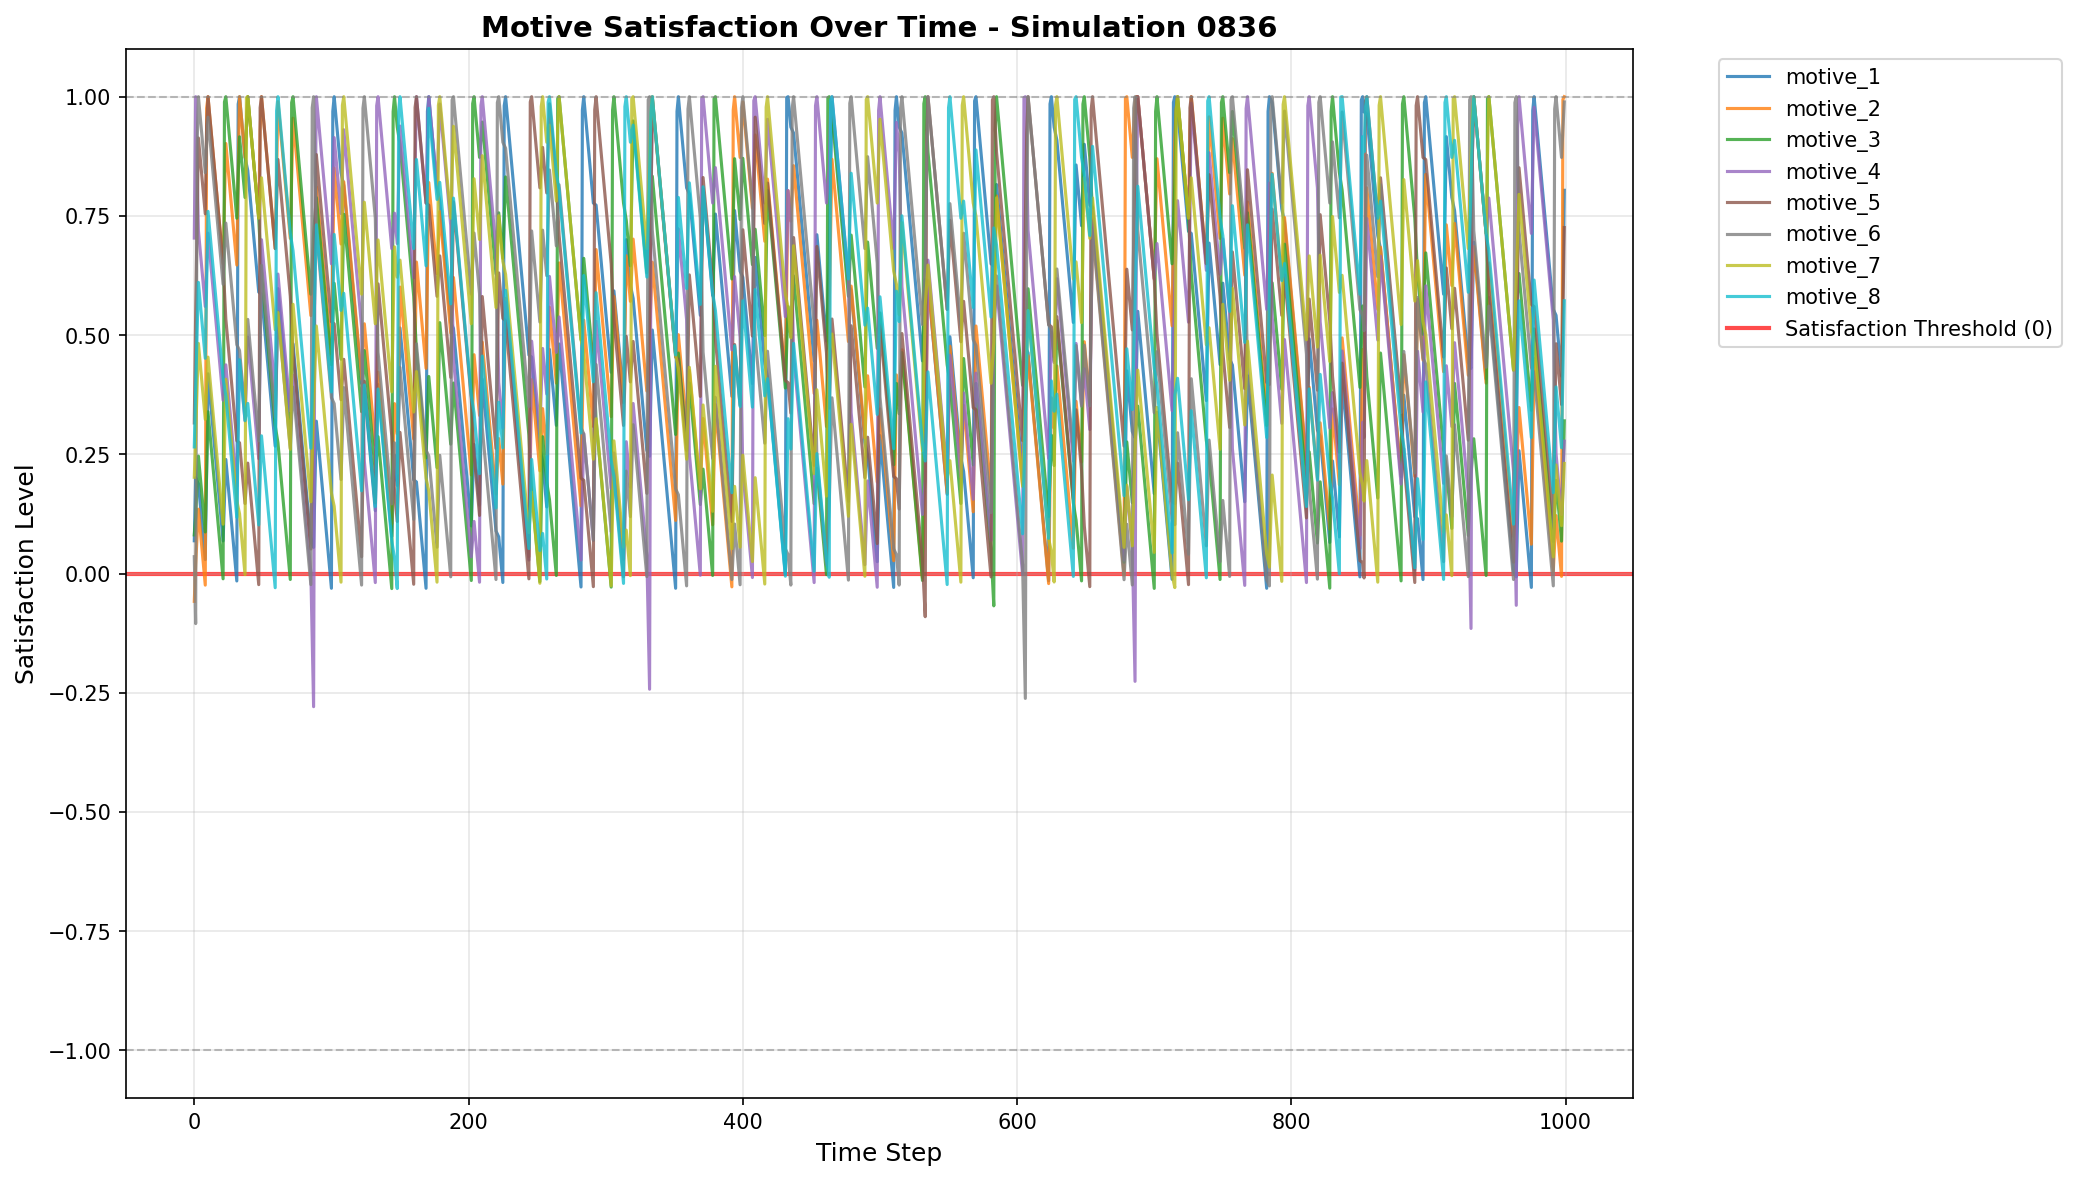 Motive Satisfaction Over Time - Simulation 0836
Satisfaction Level
1.00
0.75
0.50
0.25
0.00
−0.25
−0.50
−0.75
−1.00
0
200
400
600
800
1000
Time Step
motive_1
motive_2
motive_3
motive_4
motive_5
motive_6
motive_7
motive_8
Satisfaction Threshold (0)